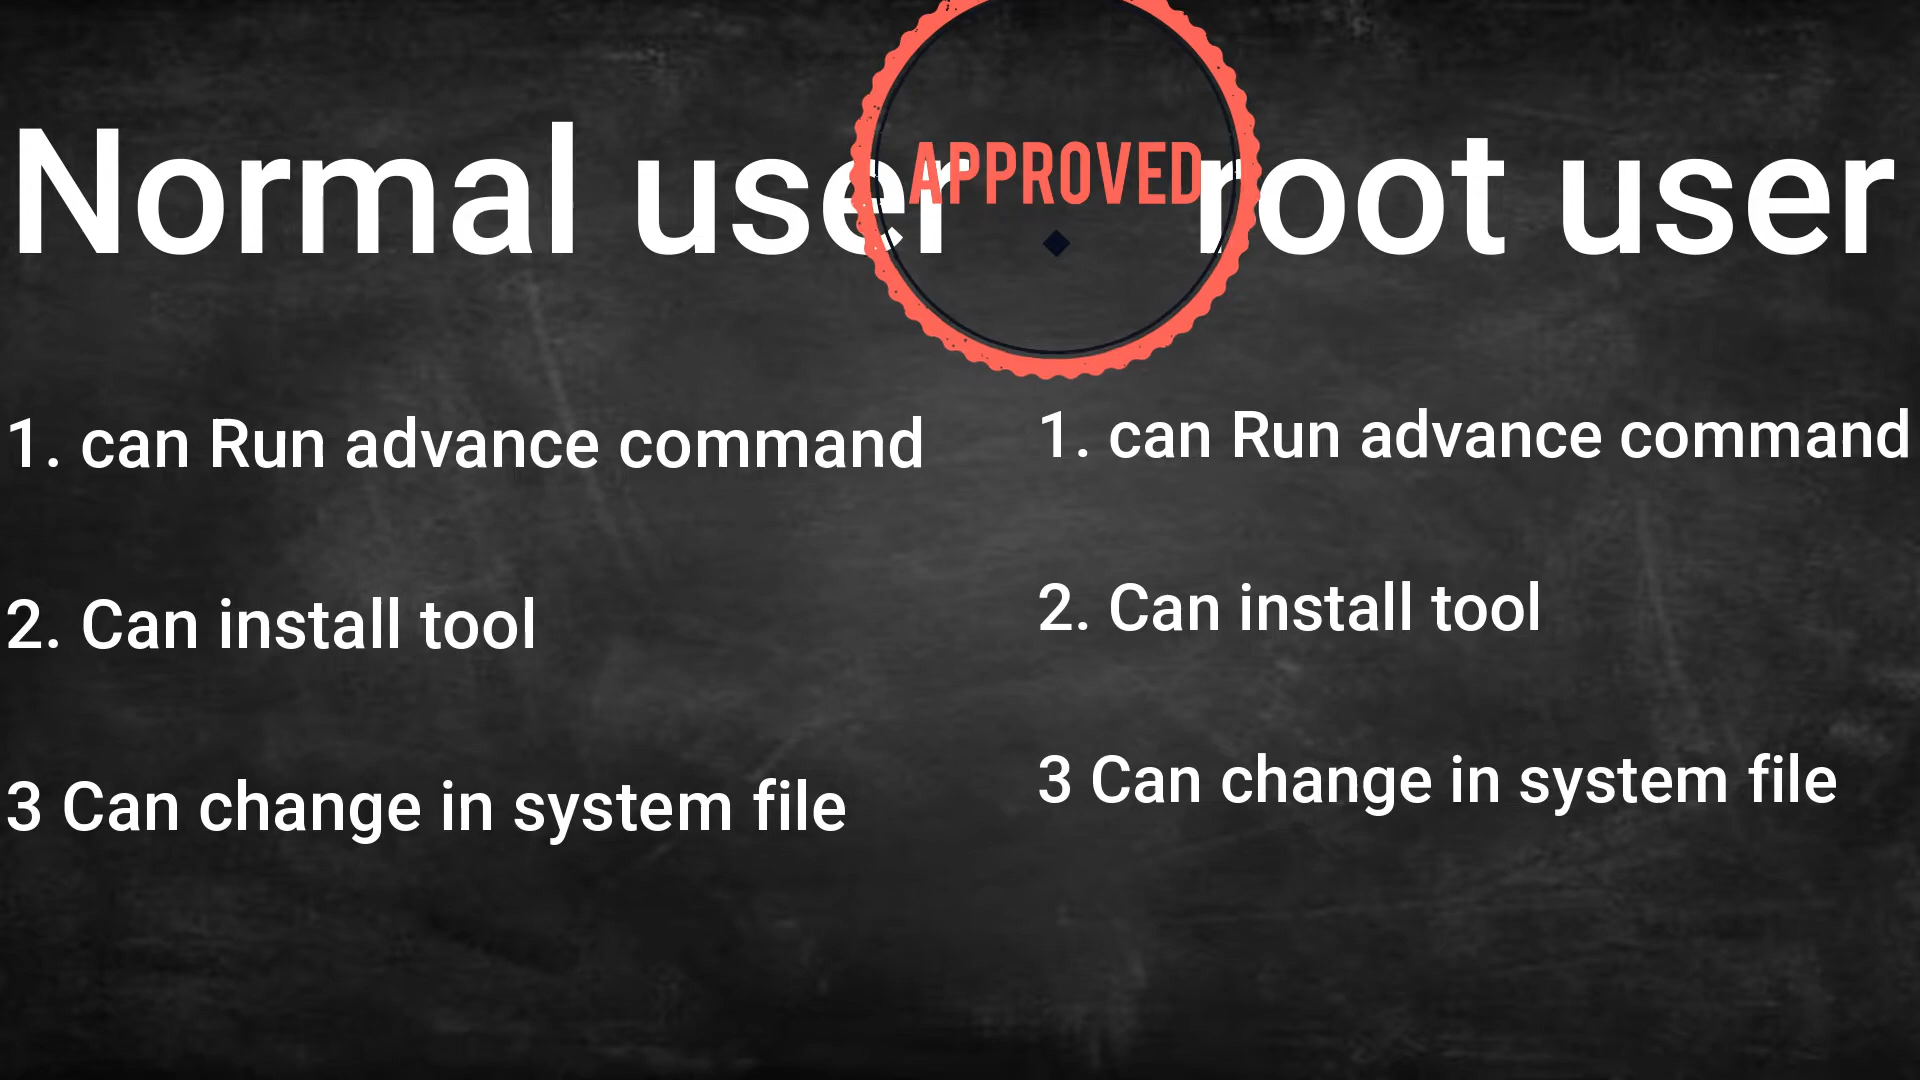 Normal user
root user
APPROVED
1. can Run advance command
2. Can install tool
3 Can change in system file
1. can Run advance command
2. Can install tool
3 Can change in system file